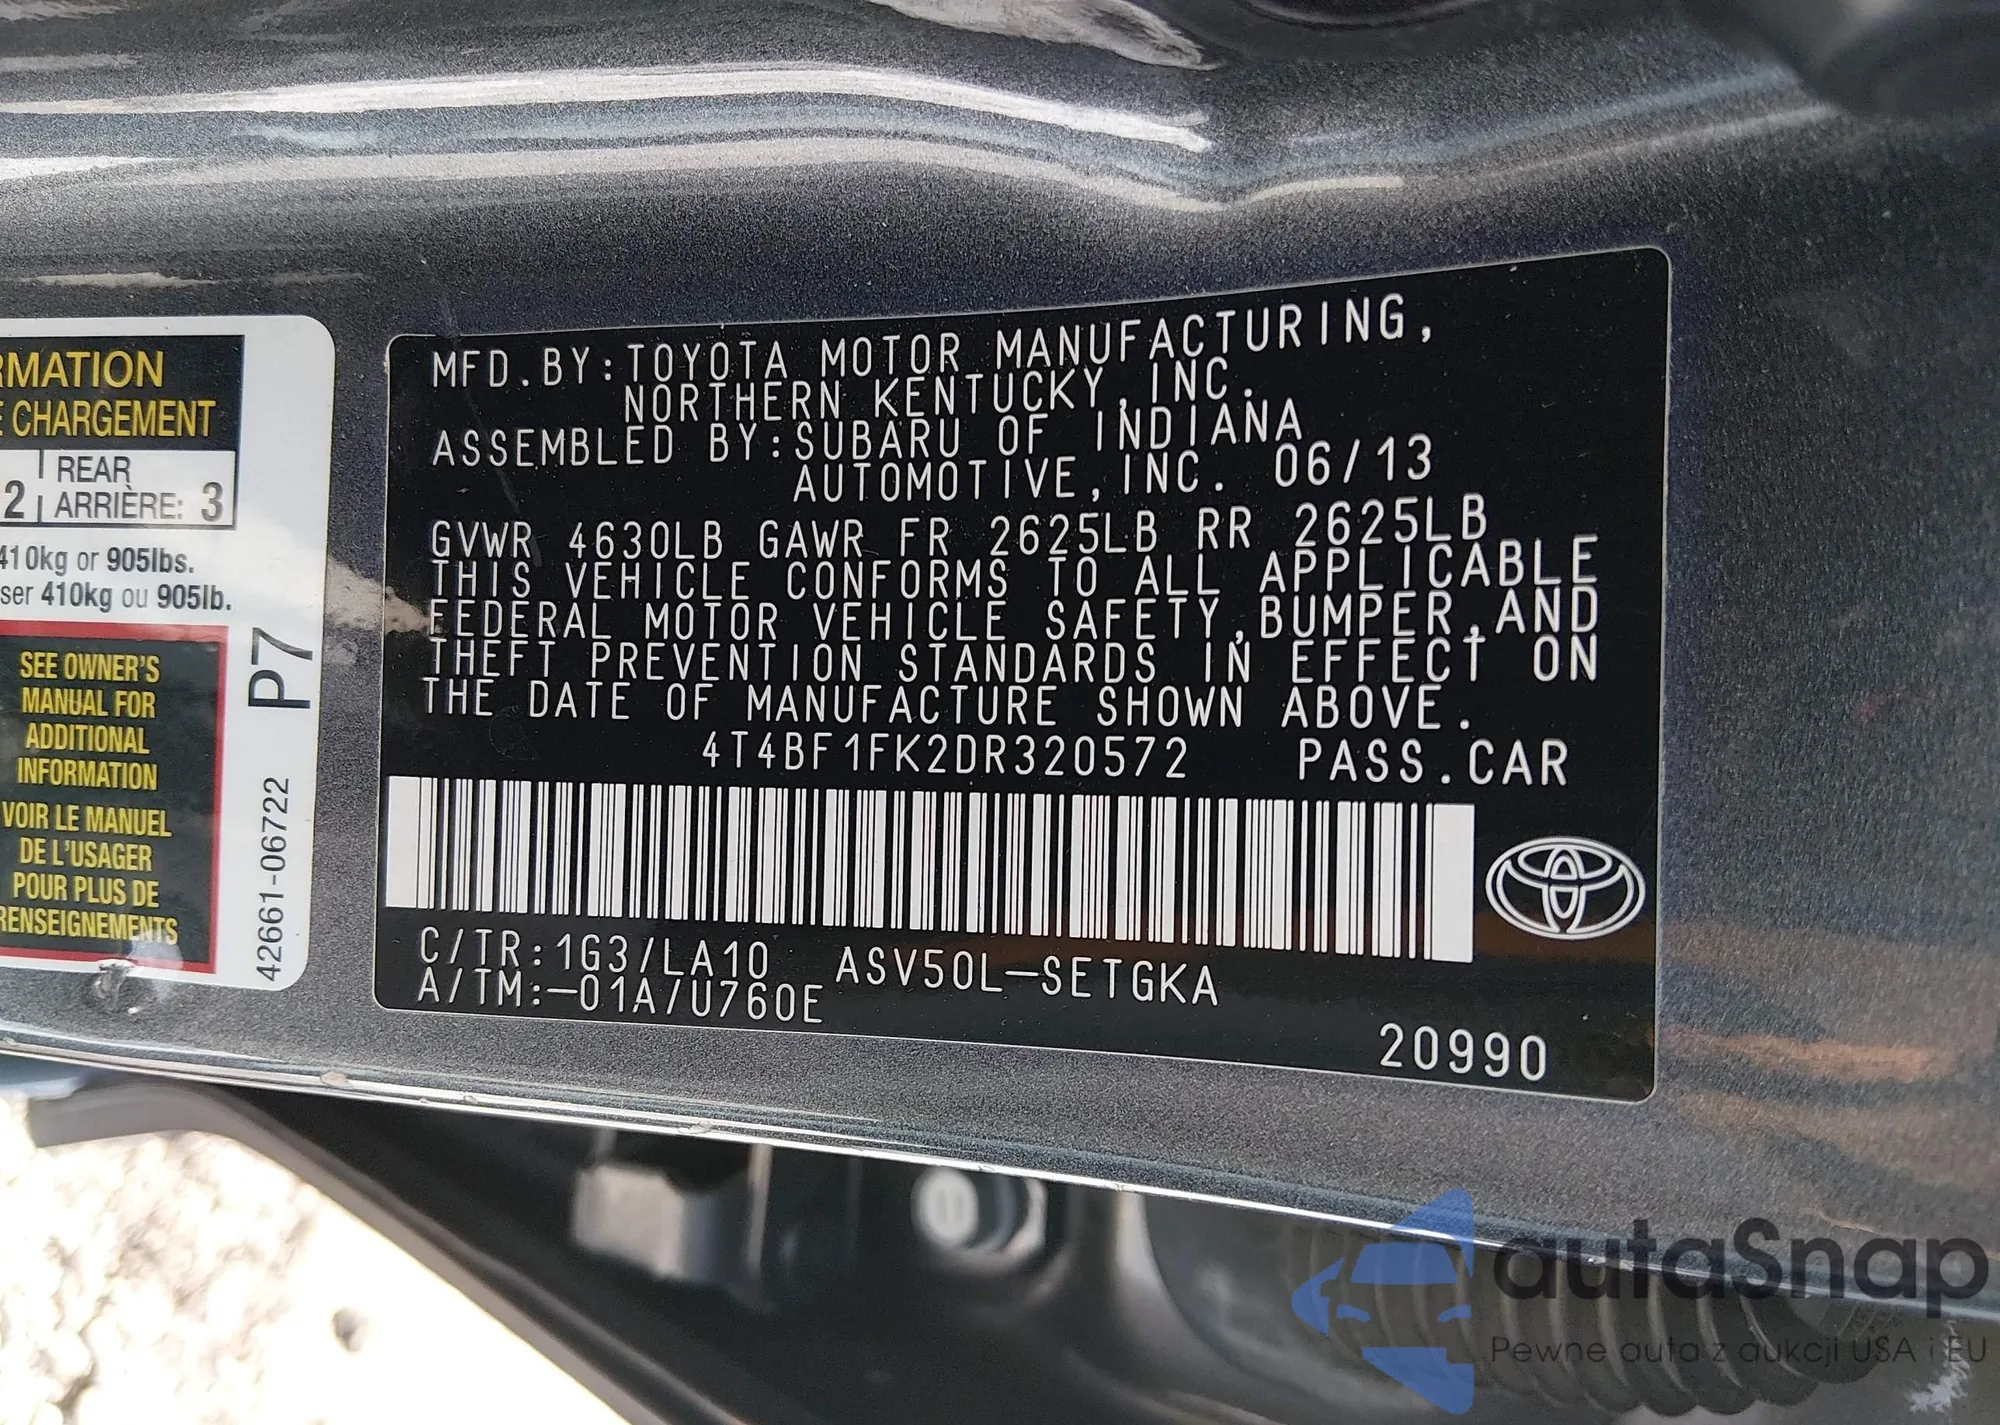 RMATION
E CHARGEMENT
2 REAR
ARRIÈRE: 3
410kg or 905lbs.
ser 410kg ou 905lb.
SEE OWNER'S
MANUAL FOR
ADDITIONAL
INFORMATION
VOIR LE MANUEL
DE L'USAGER
POUR PLUS DE
RENSEIGNEMENTS
P7
42661-06722
MFD.BY:TOYOTA MOTOR MANUFACTURING,
NORTHERN KENTUCKY,INC.
ASSEMBLED BY:SUBARU OF INDIANA
AUTOMOTIVE,INC. 06/13
GVWR 4630LB GAWR FR 2625LB RR 2625LB
THIS VEHICLE CONFORMS TO ALL APPLICABLE
FEDERAL MOTOR VEHICLE SAFETY,BUMPER,AND
THEFT PREVENTION STANDARDS IN EFFECT ON
THE DATE OF MANUFACTURE SHOWN ABOVE.
4T4BF1FK2DR320572 PASS.CAR
C/TR:1G3/LA10 ASV50L-SETGKA
A/TM:-01A/U760E
20990
autaSnap
Pewne auta z aukcji USA i EU